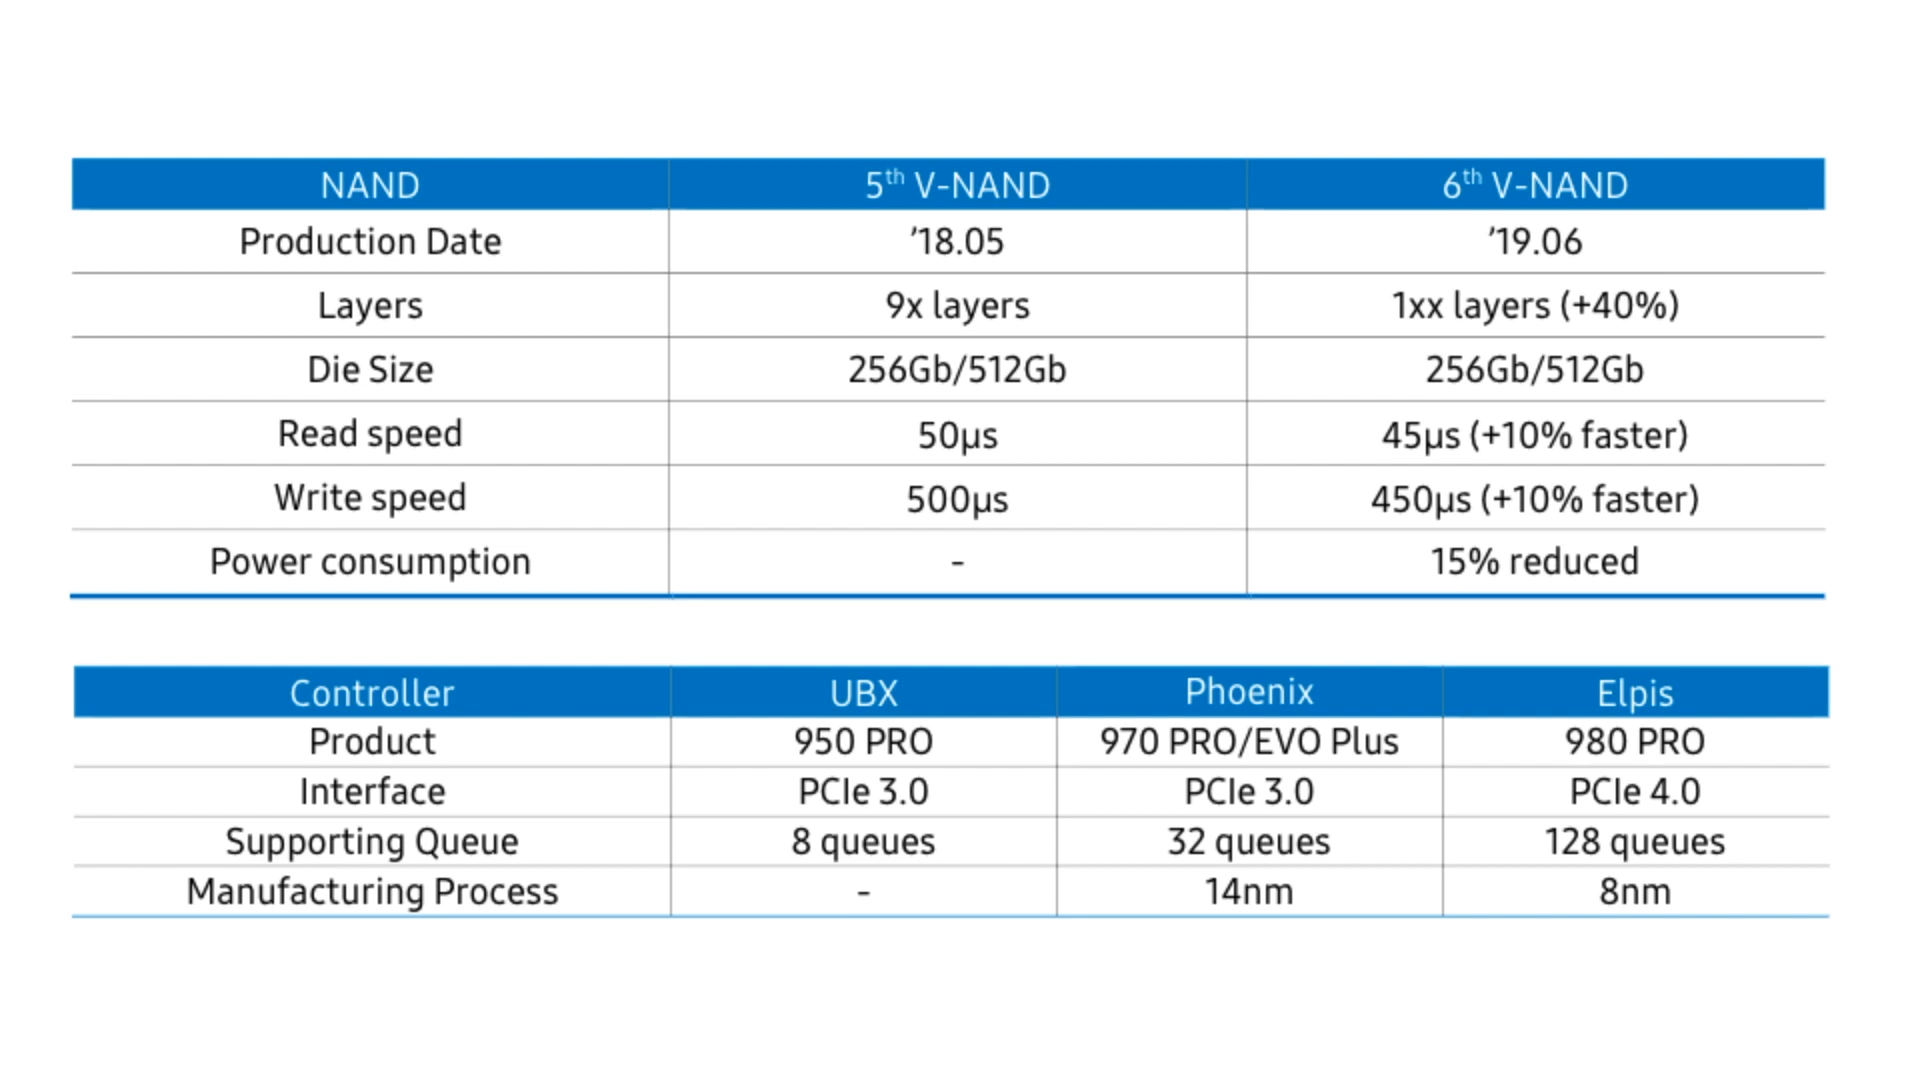 NAND 5th V-NAND 6th V-NAND
Production Date ’18.05 ’19.06
Layers 9x layers 1xx layers (+40%)
Die Size 256Gb/512Gb 256Gb/512Gb
Read speed 50µs 45µs (+10% faster)
Write speed 500µs 450µs (+10% faster)
Power consumption - 15% reduced
Controller UBX Phoenix Elpis
Product 950 PRO 970 PRO/EVO Plus 980 PRO
Interface PCIe 3.0 PCIe 3.0 PCIe 4.0
Supporting Queue 8 queues 32 queues 128 queues
Manufacturing Process - 14nm 8nm